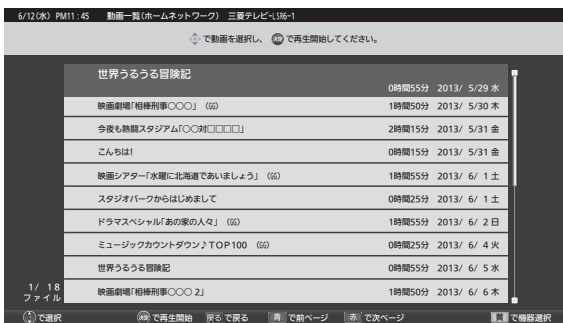 6/12(水) PM11:45 動画一覧(ホームネットワーク) 三菱テレビ-LSR6-1
で動画を選択し、 決定 で再生開始してください。
世界うるうる冒険記
0時間55分 2013/ 5/29 水
映画劇場「相棒刑事○○○」 (GG) 1時間50分 2013/ 5/30 木
今夜も熱闘スタジアム「○○対□□□□」 2時間15分 2013/ 5/31 金
こんちは! 0時間15分 2013/ 5/31 金
映画シアター「水曜に北海道であいましょう」 (GG) 1時間55分 2013/ 6/ 1 土
スタジオパークからはじめまして 0時間25分 2013/ 6/ 1 土
ドラマスペシャル「あの家の人々」 (GG) 1時間55分 2013/ 6/ 2 日
ミュージックカウントダウン♪TOP100 (GG) 0時間25分 2013/ 6/ 4 火
世界うるうる冒険記 0時間55分 2013/ 6/ 5 水
映画劇場「相棒刑事○○○ 2」 1時間50分 2013/ 6/ 6 木
1/ 18
ファイル
で選択 決定 で再生開始 戻る で戻る 青 で前ページ 赤 で次ページ 黄 で機器選択